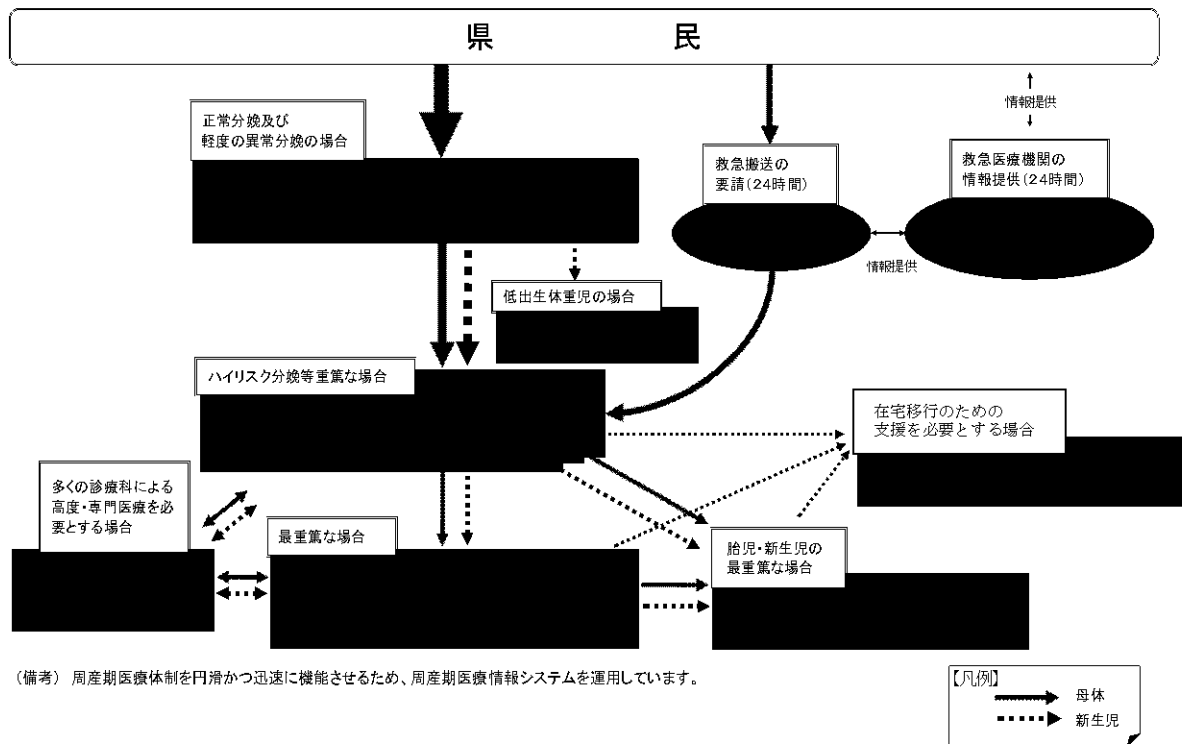 県　民
情報提供
正常分娩及び
軽度の異常分娩の場合
救急搬送の
要請(24時間)
救急医療機関の
情報提供(24時間)
情報提供
低出生体重児の場合
ハイリスク分娩等重篤な場合
在宅移行のための
支援を必要とする場合
多くの診療科による
高度・専門医療を必
要とする場合
最重篤な場合
胎児・新生児の
最重篤な場合
(備考) 周産期医療体制を円滑かつ迅速に機能させるため、周産期医療情報システムを運用しています。
【凡例】
母体
新生児